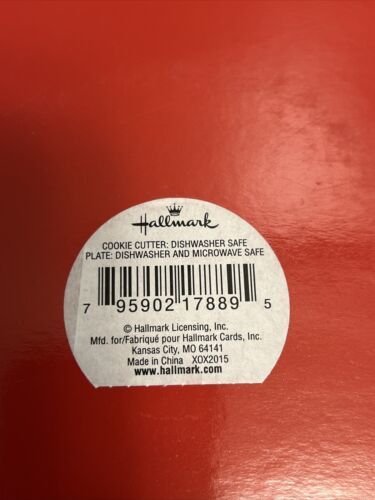 Hallmark
COOKIE CUTTER: DISHWASHER SAFE
PLATE: DISHWASHER AND MICROWAVE SAFE
7 95902 17889 5
© Hallmark Licensing, Inc.
Mfd. for/Fabriqué pour Hallmark Cards, Inc.
Kansas City, MO 64141
Made in China XOX2015
www.hallmark.com